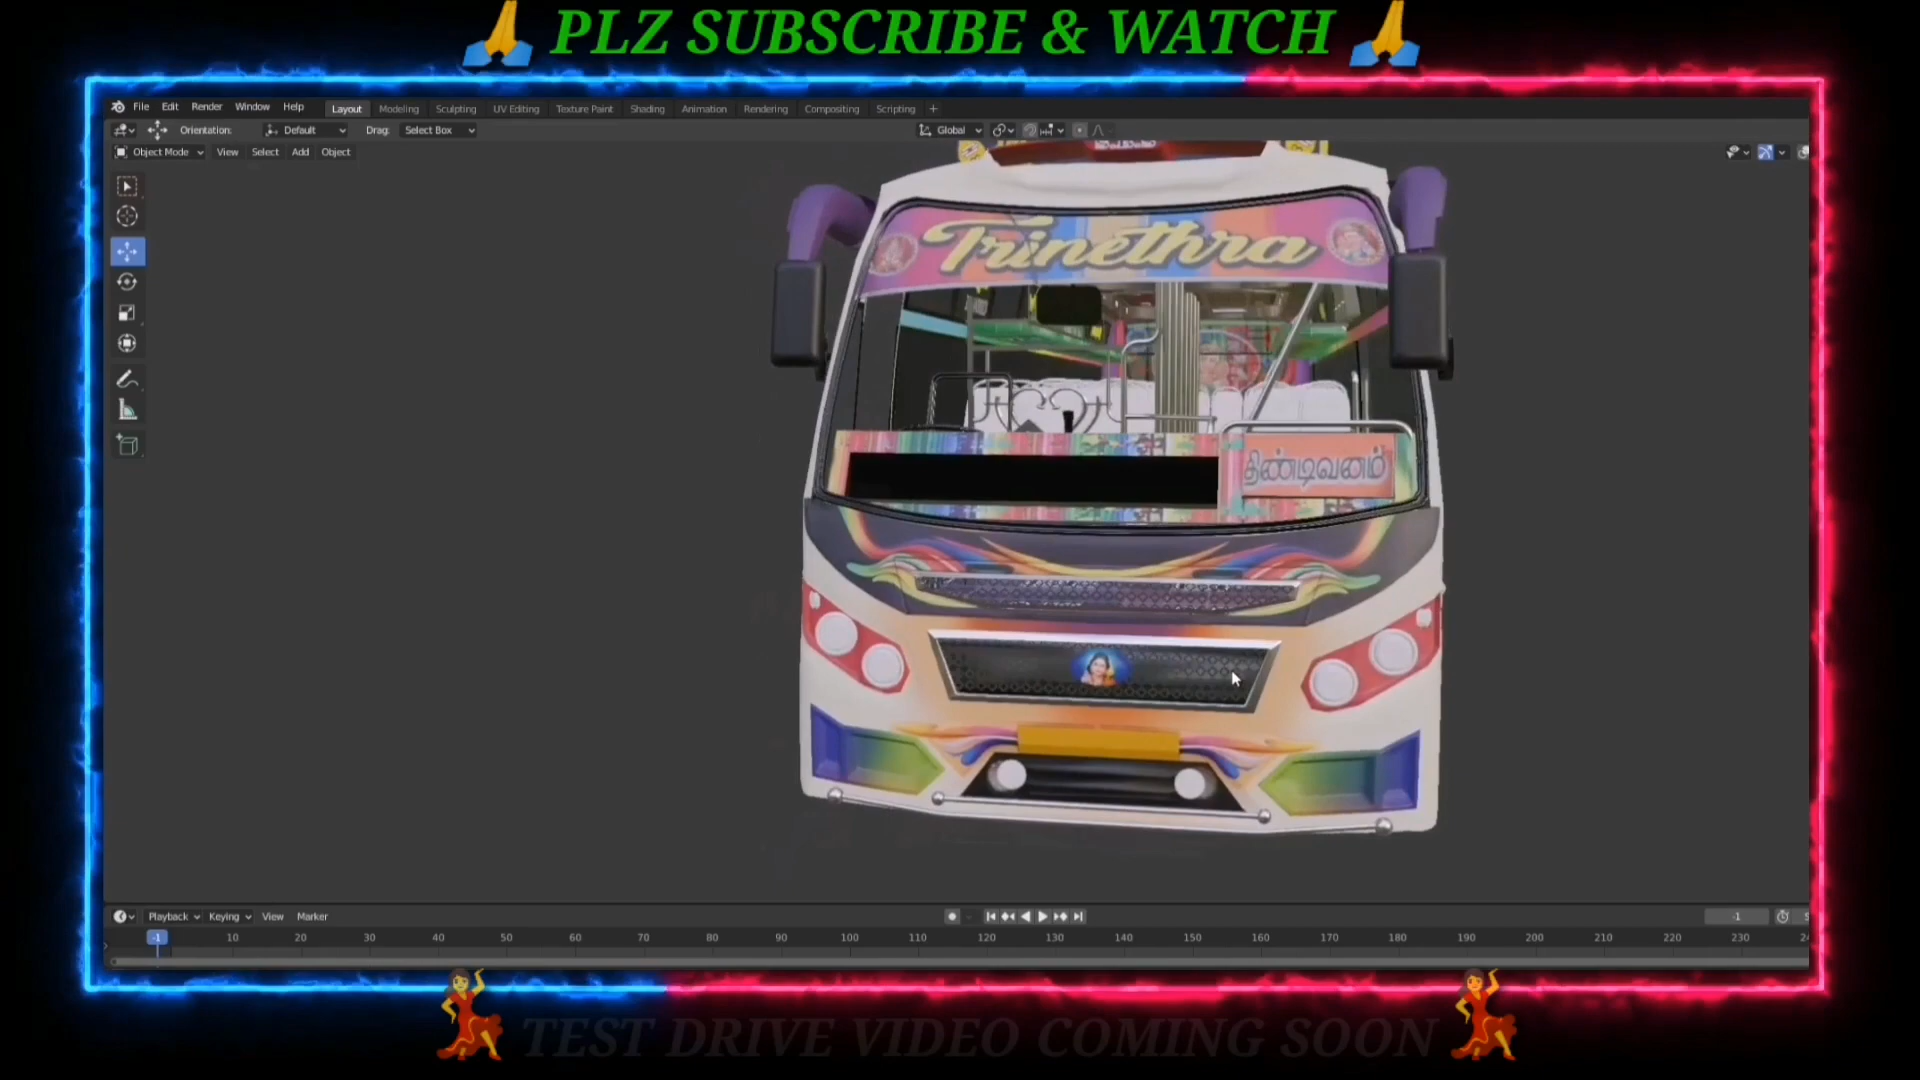 PLZ SUBSCRIBE & WATCH
File Edit Render Window Help Layout Modeling Sculpting UV Editing Texture Paint Shading Animation Rendering Compositing Scripting +
Orientation: Default Drag: Select Box Global
Object Mode View Select Add Object
Trinethra
திண்டிவனம்
Playback Keying View Marker -1
-1 10 20 30 40 50 60 70 80 90 100 110 120 130 140 150 160 170 180 190 200 210 220 230
TEST DRIVE VIDEO COMING SOON